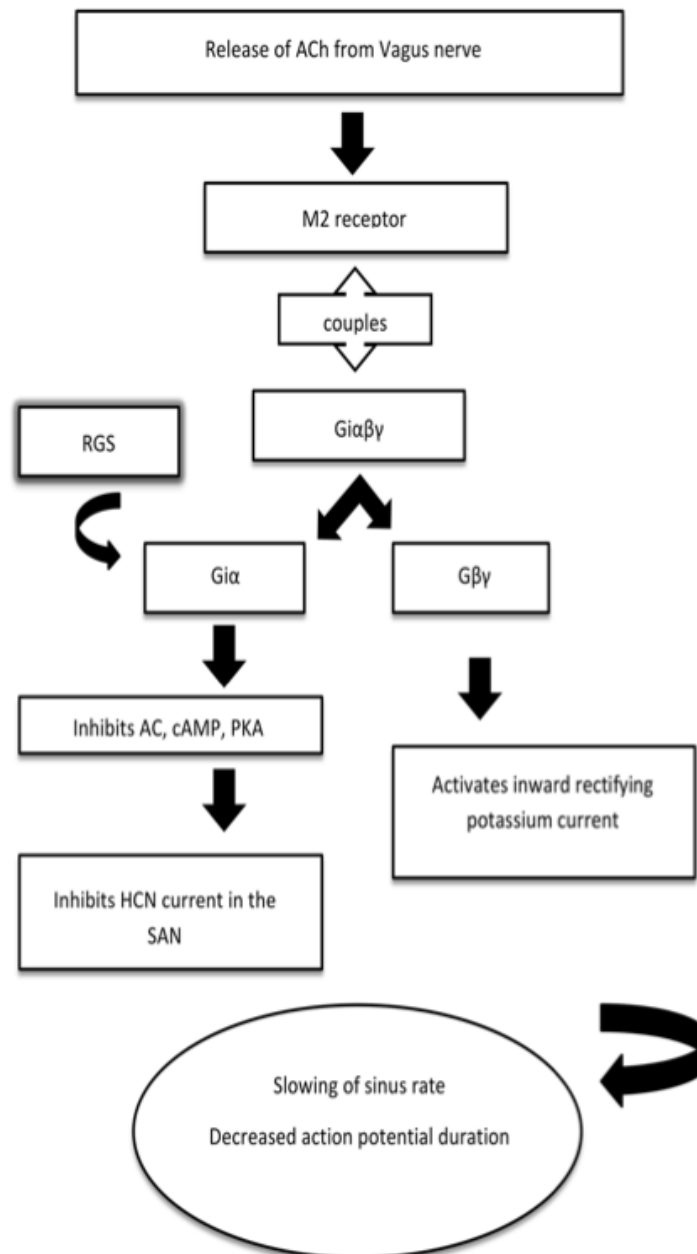 Release of ACh from Vagus nerve
M2 receptor
couples
Giαβγ
RGS
Giα
Gβγ
Inhibits AC, cAMP, PKA
Activates inward rectifying
potassium current
Inhibits HCN current in the
SAN
Slowing of sinus rate
Decreased action potential duration